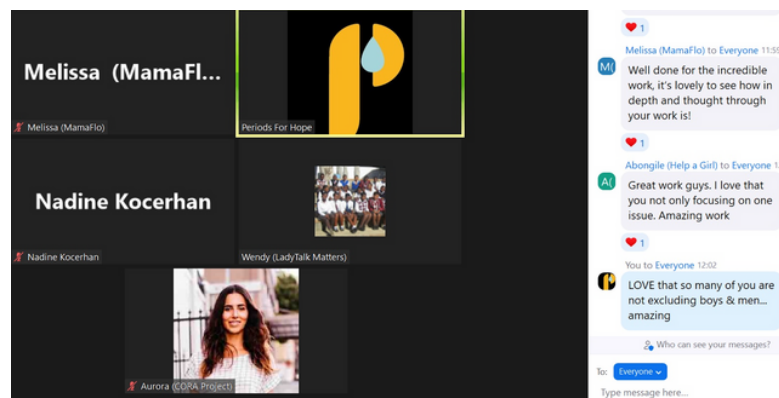 Melissa (MamaFl...
Melissa (MamaFlo)
Periods For Hope
Nadine Kocerhan
Nadine Kocerhan
Wendy (LadyTalk Matters)
Aurora (CORA Project)
1
Melissa (MamaFlo) to Everyone 11:59
M(
Well done for the incredible
work, it's lovely to see how in
depth and thought through
your work is!
1
Abongile (Help a Girl) to Everyone
A(
Great work guys. I love that
you not only focusing on one
issue. Amazing work
1
You to Everyone 12:02
LOVE that so many of you are
not excluding boys & men...
amazing
Who can see your messages?
To: Everyone
Type message here...